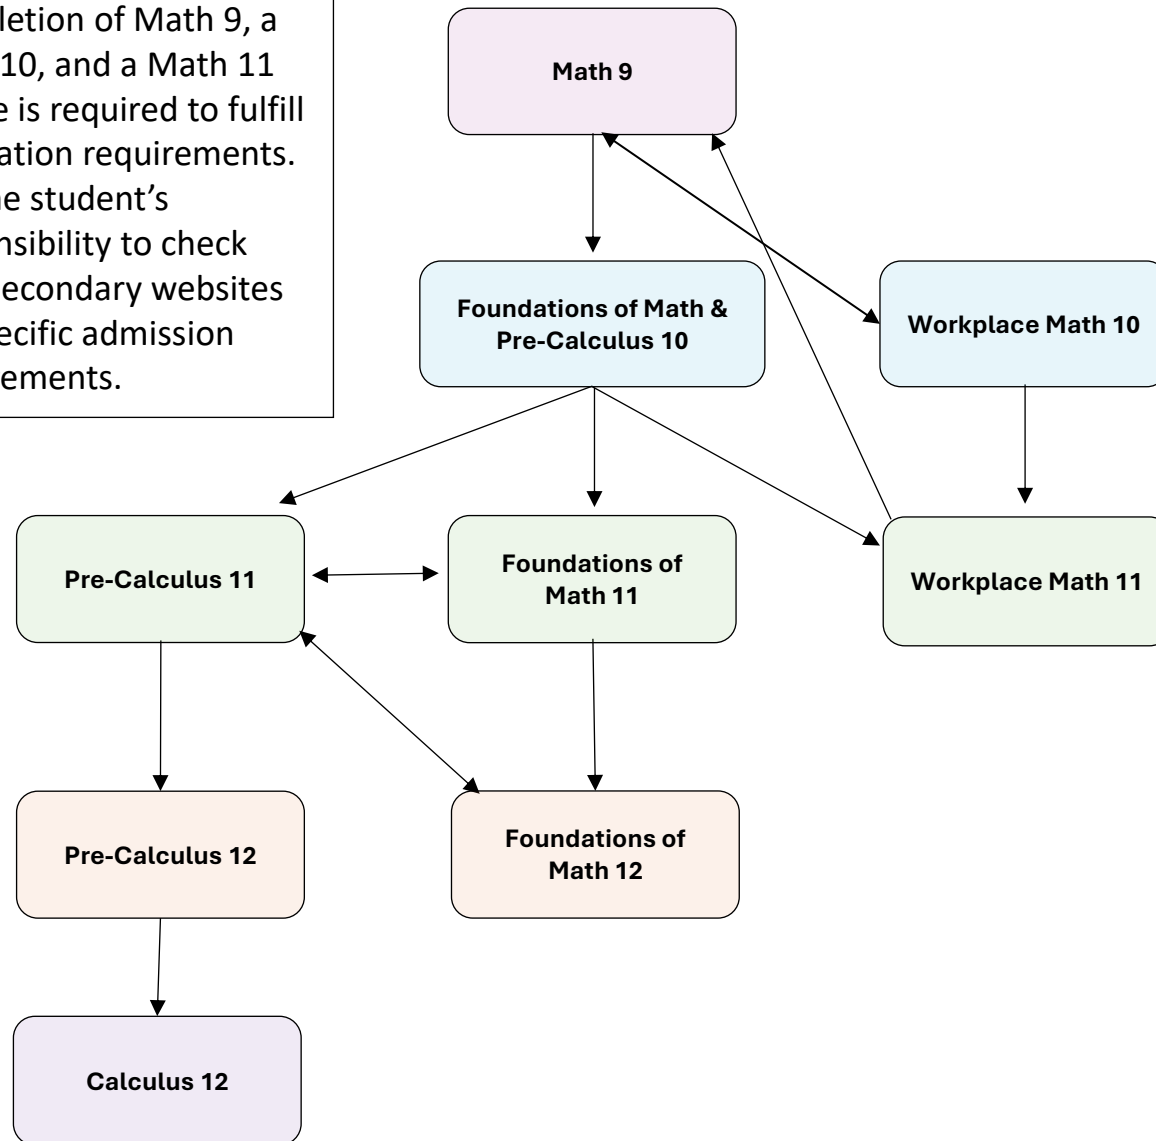 letion of Math 9, a
10, and a Math 11
e is required to fulfill
ation requirements.
ne student's
nsibility to check
econdary websites
ecific admission
ements.
Math 9
Foundations of Math &
Pre-Calculus 10
Workplace Math 10
Pre-Calculus 11
Foundations of
Math 11
Workplace Math 11
Pre-Calculus 12
Foundations of
Math 12
Calculus 12